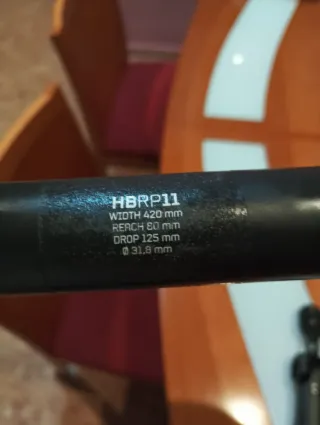 HBRP11
WIDTH 420 mm
REACH 80 mm
DROP 125 mm
Ø 31,8 mm